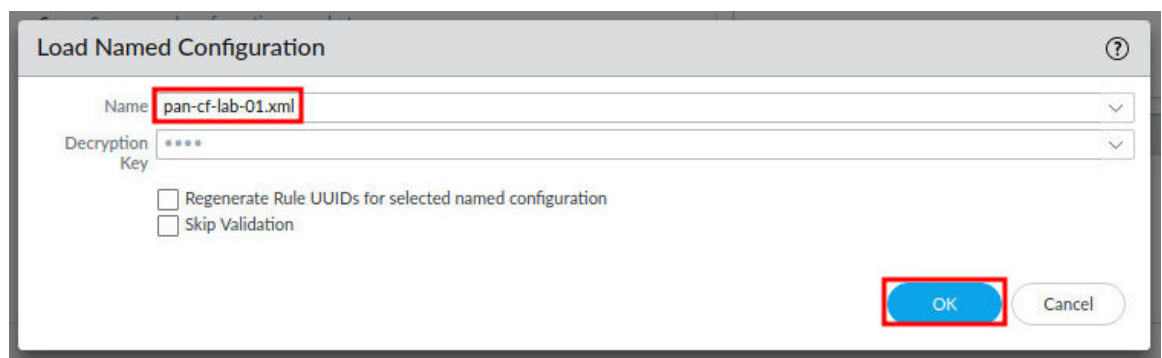 Load Named Configuration
Name pan-cf-lab-01.xml
Decryption Key ••••
Regenerate Rule UUIDs for selected named configuration
Skip Validation
OK Cancel